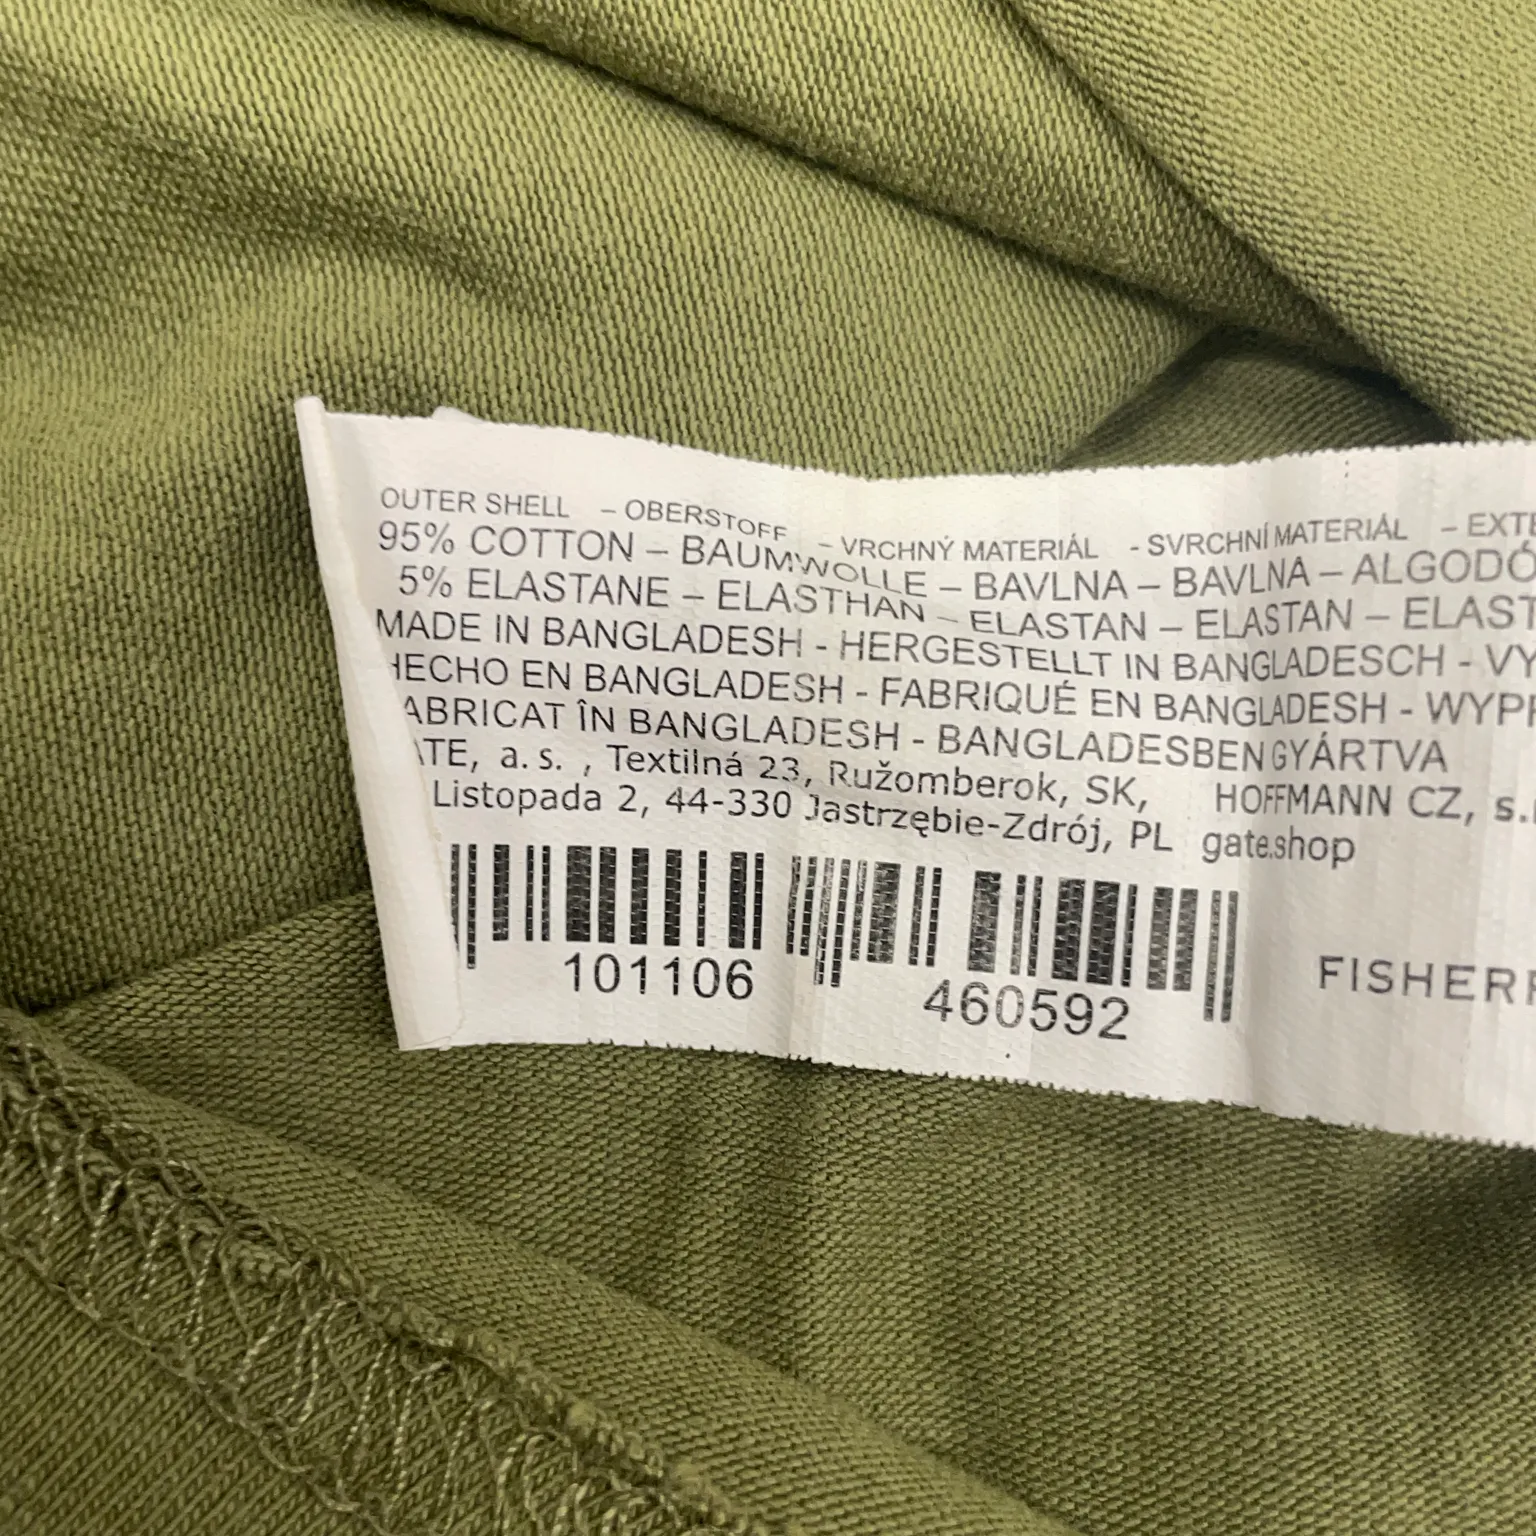 OUTER SHELL – OBERSTOFF – VRCHNÝ MATERIÁL - SVRCHNÍ MATERIÁL – EXTE
95% COTTON – BAUMWOLLE – BAVLNA – BAVLNA – ALGODÓ
5% ELASTANE – ELASTHAN – ELASTAN – ELASTAN – ELAST
MADE IN BANGLADESH - HERGESTELLT IN BANGLADESCH - VY
HECHO EN BANGLADESH - FABRIQUÉ EN BANGLADESH - WYPR
ABRICAT ÎN BANGLADESH - BANGLADESBEN GYÁRTVA
ATE, a. s. , Textilná 23, Ružomberok, SK, HOFFMANN CZ, s.
Listopada 2, 44-330 Jastrzębie-Zdrój, PL gate.shop
101106 460592
FISHER